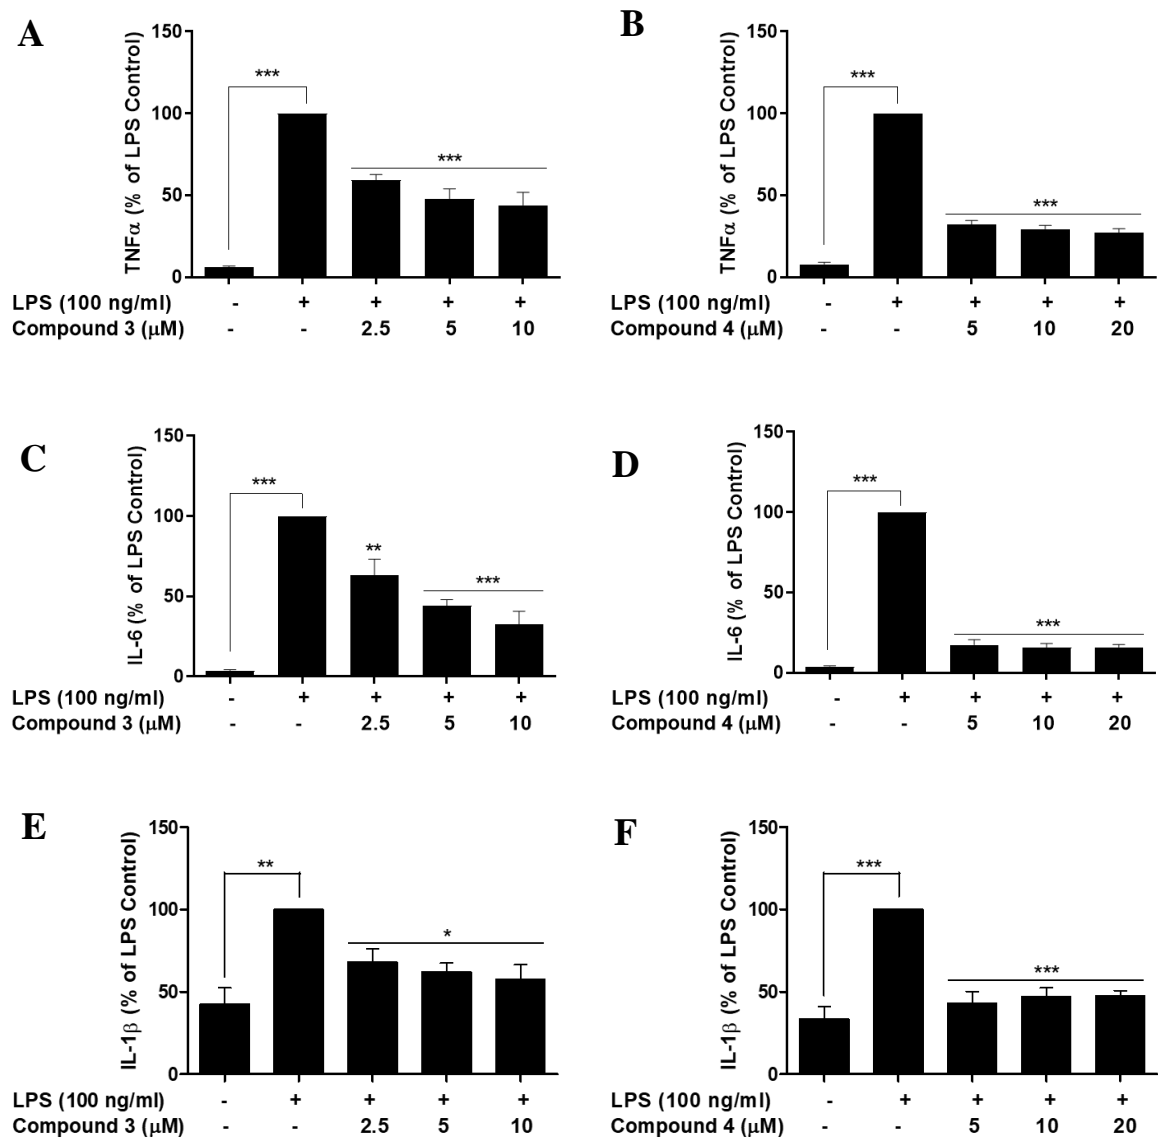 A
TNFα (% of LPS Control)
150
100
50
0
***
***
LPS (100 ng/ml) - + + + +
Compound 3 (μM) - - 2.5 5 10
B
TNFα (% of LPS Control)
150
100
50
0
***
***
LPS (100 ng/ml) - + + + +
Compound 4 (μM) - - 5 10 20
C
IL-6 (% of LPS Control)
150
100
50
0
***
**
***
LPS (100 ng/ml) - + + + +
Compound 3 (μM) - - 2.5 5 10
D
IL-6 (% of LPS Control)
150
100
50
0
***
***
LPS (100 ng/ml) - + + + +
Compound 4 (μM) - - 5 10 20
E
IL-1β (% of LPS Control)
150
100
50
0
**
*
LPS (100 ng/ml) - + + + +
Compound 3 (μM) - - 2.5 5 10
F
IL-1β (% of LPS Control)
150
100
50
0
***
***
LPS (100 ng/ml) - + + + +
Compound 4 (μM) - - 5 10 20